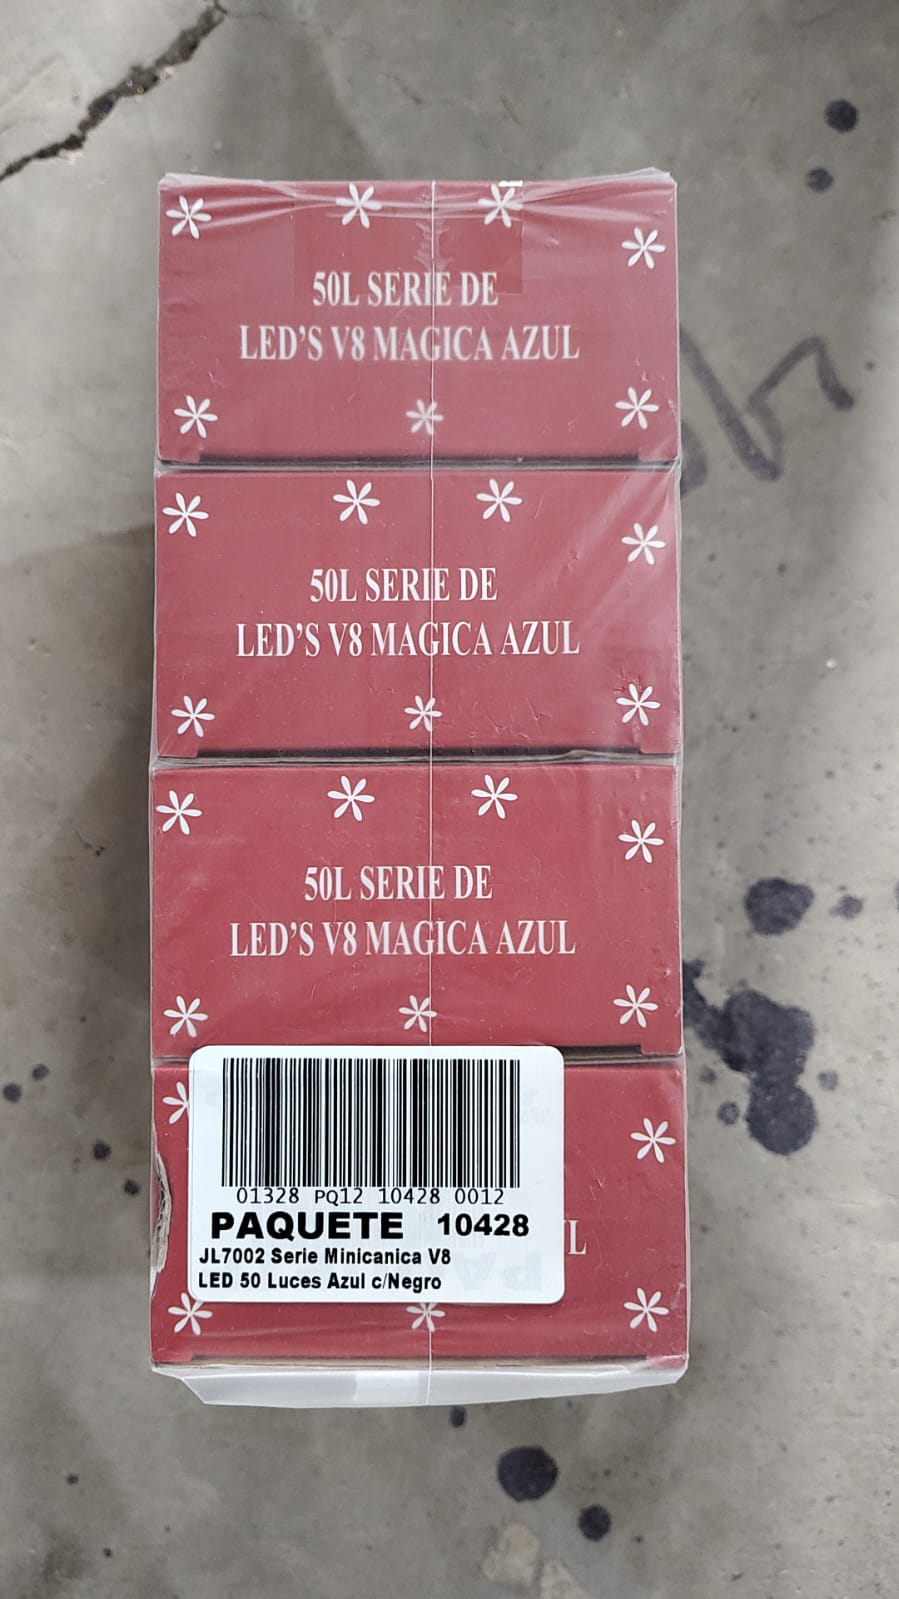 50L SERIE DE
LED'S V8 MAGICA AZUL
50L SERIE DE
LED'S V8 MAGICA AZUL
50L SERIE DE
LED'S V8 MAGICA AZUL
01328 PQ12 10428 0012
PAQUETE 10428
JL7002 Serie Minicanica V8
LED 50 Luces Azul c/Negro